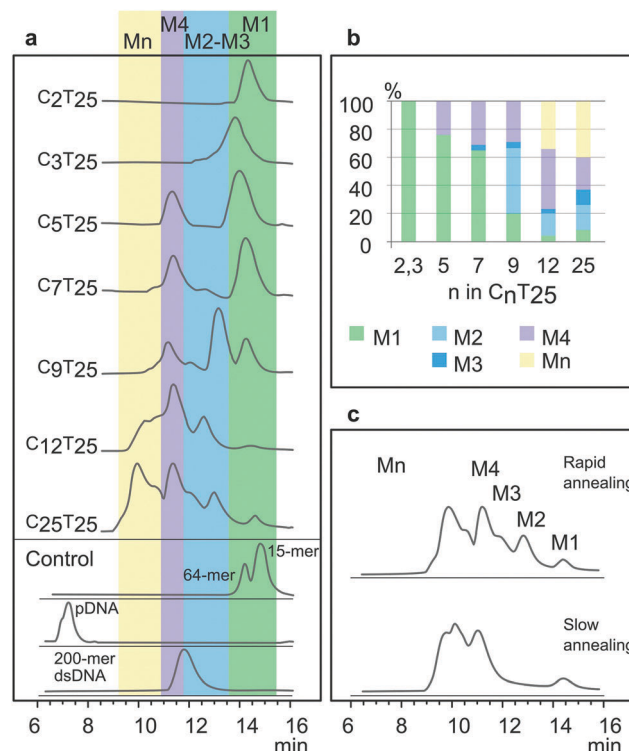 a
Mn
M4
M2-M3
M1
C2T25
C3T25
C5T25
C7T25
C9T25
C12T25
C25T25
Control
64-mer
15-mer
pDNA
200-mer
dsDNA
6 8 10 12 14 16
min
b
%
100
80
60
40
20
0
2,3 5 7 9 12 25
n in CnT25
M1 M2 M4
M3 Mn
c
Mn
M4
M3
M2
M1
Rapid
annealing
Slow
annealing
6 8 10 12 14 16
min